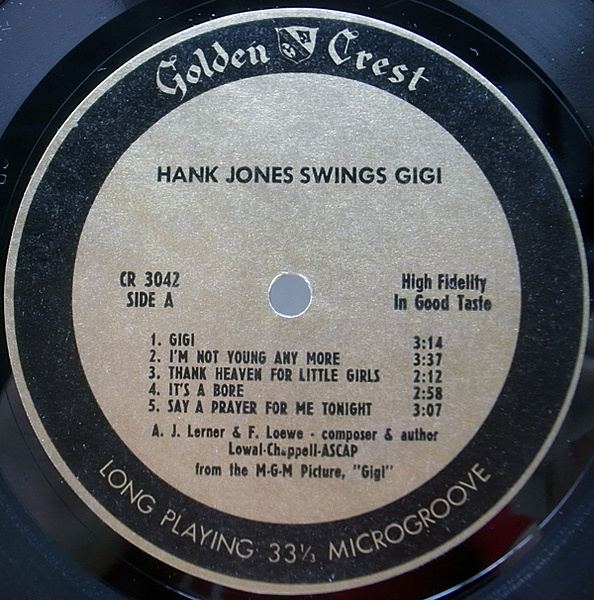 Golden Crest
HANK JONES SWINGS GIGI
CR 3042
SIDE A
High Fidelity
In Good Taste
1. GIGI 3:14
2. I'M NOT YOUNG ANY MORE 3:37
3. THANK HEAVEN FOR LITTLE GIRLS 2:12
4. IT'S A BORE 2:58
5. SAY A PRAYER FOR ME TONIGHT 3:07
A. J. Lerner & F. Loewe - composer & author
Lowal-Chappell-ASCAP
from the M-G-M Picture, "Gigi"
LONG PLAYING 33⅓ MICROGROOVE